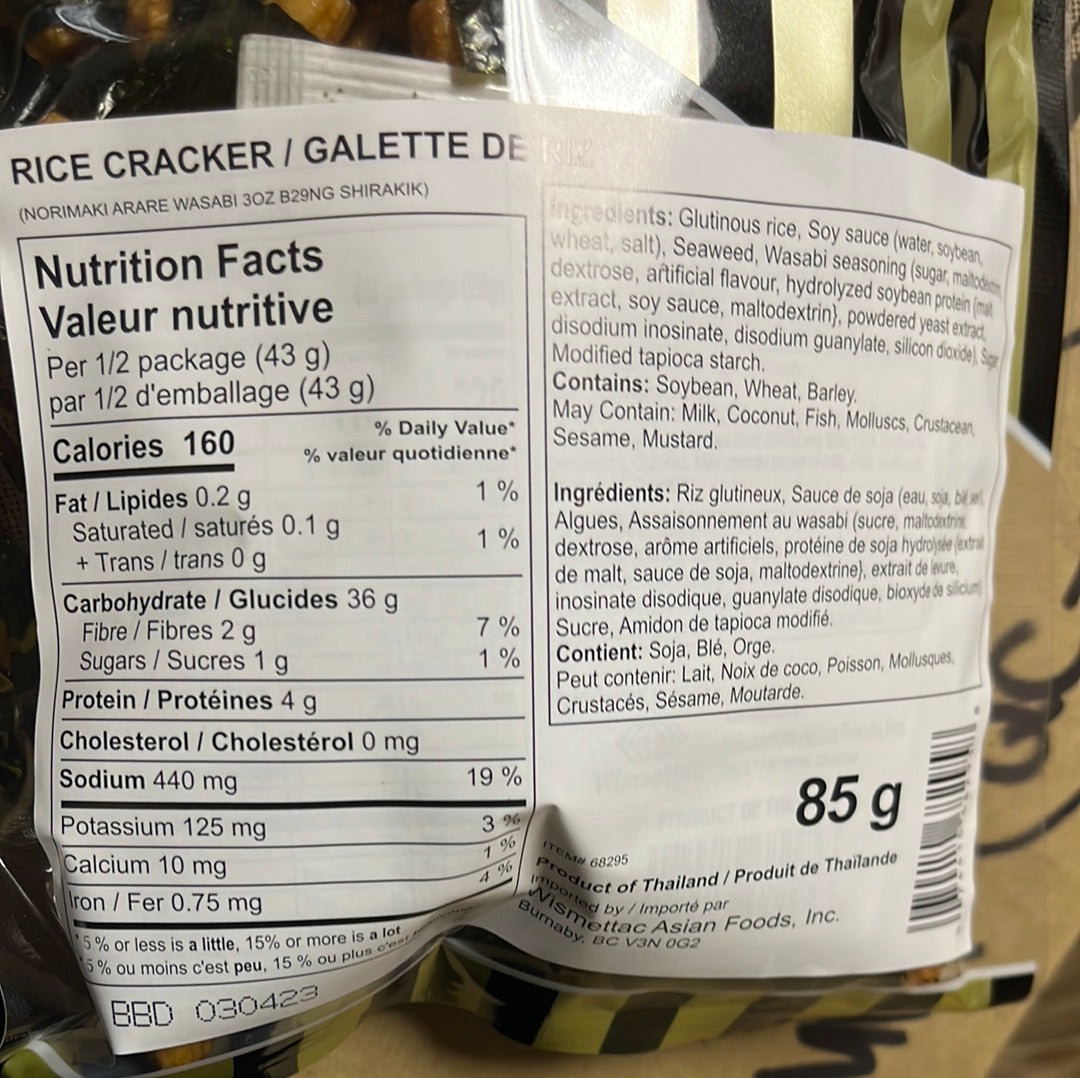 RICE CRACKER / GALETTE DE RIZ
(NORIMAKI ARARE WASABI 3OZ B29NG SHIRAKIK)
Nutrition Facts
Valeur nutritive
Per 1/2 package (43 g)
par 1/2 d'emballage (43 g)
Calories 160
% Daily Value*
% valeur quotidienne*
Fat / Lipides 0.2 g 1 %
Saturated / saturés 0.1 g
+ Trans / trans 0 g 1 %
Carbohydrate / Glucides 36 g
Fibre / Fibres 2 g 7 %
Sugars / Sucres 1 g 1 %
Protein / Protéines 4 g
Cholesterol / Cholestérol 0 mg
Sodium 440 mg 19 %
Potassium 125 mg 3 %
Calcium 10 mg 1 %
Iron / Fer 0.75 mg 4 %
*5 % or less is a little, 15% or more is a lot
*5 % ou moins c'est peu, 15 % ou plus c'est
BBD 030423
Ingredients: Glutinous rice, Soy sauce (water, soybean,
wheat, salt), Seaweed, Wasabi seasoning (sugar, maltodextrin,
dextrose, artificial flavour, hydrolyzed soybean protein {malt
extract, soy sauce, maltodextrin}, powdered yeast extract,
disodium inosinate, disodium guanylate, silicon dioxide), Sugar
Modified tapioca starch.
Contains: Soybean, Wheat, Barley.
May Contain: Milk, Coconut, Fish, Molluscs, Crustacean,
Sesame, Mustard.
Ingrédients: Riz glutineux, Sauce de soja (eau, soja, blé
Algues, Assaisonnement au wasabi (sucre, maltodextrine,
dextrose, arôme artificiels, protéine de soja hydrolysée {extrait
de malt, sauce de soja, maltodextrine}, extrait de levure,
inosinate disodique, guanylate disodique, bioxyde de silicium)
Sucre, Amidon de tapioca modifié.
Contient: Soja, Blé, Orge.
Peut contenir: Lait, Noix de coco, Poisson, Mollusques,
Crustacés, Sésame, Moutarde.
85 g
ITEM# 68295
Product of Thailand / Produit de Thaïlande
Imported by / Importé par
Wismettac Asian Foods, Inc.
Burnaby, BC V3N 0G2